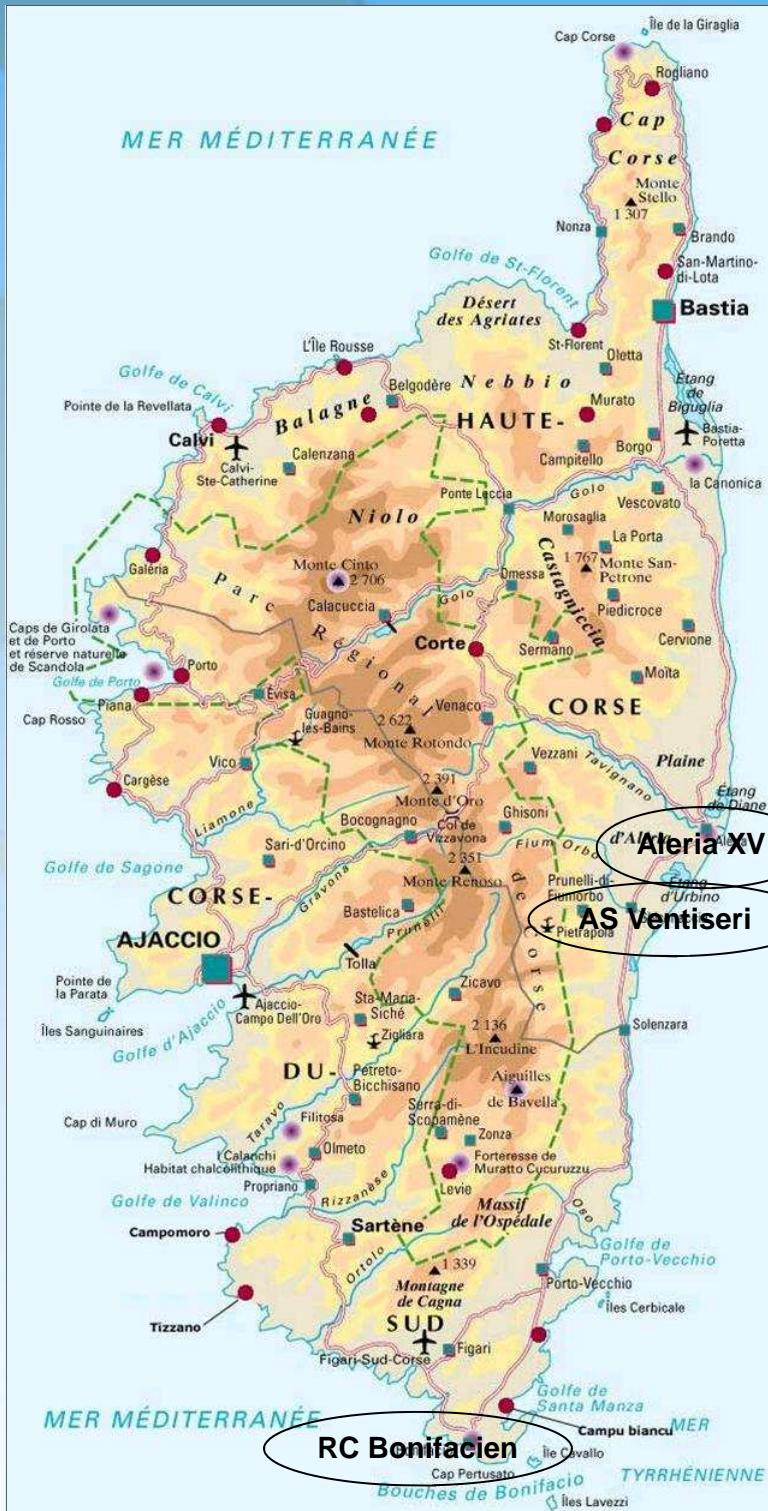 Île de la Giraglia
Cap Corse
Rogliano
Cap
Corse
MER MÉDITERRANÉE
Monte
Stello
1 307
Nonza
Brando
Golfe de St-Florent
San-Martino-
di-Lota
Désert
des Agriates
Bastia
St-Florent
L'Île Rousse
Oletta
Golfe de Calvi
Nebbio
Étang
de
Biguglia
Belgodère
Pointe de la Revellata
Balagne
Murato
HAUTE-
Calvi
Bastia-
Poretta
Borgo
Calvi-
Ste-Catherine
Calenzana
Campitello
la Canonica
Ponte Leccia
Golo
Vescovato
Niolo
Morosaglia
La Porta
Castagniccia
1 767
Monte San-
Petrone
Galéria
Monte Cinto
2 706
Omessa
Parc Régional de Corse
Calacuccia
Golo
Piedicroce
Caps de Girolata
et de Porto
et réserve naturelle
de Scandola
Corte
Sermano
Cervione
Porto
Moïta
Golfe de Porto
Piana
Évisa
CORSE
Cap Rosso
Guagno-
les-Bains
2 622
Monte Rotondo
Venaco
Vico
Vezzani
Tavignano
Plaine
Cargèse
2 391
Monte d'Oro
Étang
de Diane
Liamone
Bocognagno
Col de
Vizzavona
Ghisoni
Fium Orbo
d'Aleria
Aleria XV
Sari-d'Orcino
Golfe de Sagone
Gravona
2 351
Monte Renoso
Prunelli-di-
Fiumorbo
Étang
d'Urbino
CORSE-
Bastelica
Prunelli
AS Ventiseri
Pietrapola
AJACCIO
Tolla
Pointe de
la Parata
Zicavo
Ajaccio-
Campo Dell'Oro
Sta-Maria-
Siché
Îles Sanguinaires
Golfe d'Ajaccio
2 136
L'Incudine
Solenzara
Zigliara
DU-
Petreto-
Bicchisano
Aiguilles
de Bavella
Taravo
Cap di Muro
Filitosa
Serra-di-
Scopamène
Zonza
Olmeto
I Calanchi
Habitat chalcolithique
Forteresse de
Muratto Cucuruzzu
Levie
Propriano
Rizzanèse
Golfe de Valinco
Massif
de l'Ospédale
Oso
Campomoro
Sartène
Golfe de
Porto-Vecchio
Ortolo
1 339
Montagne
de Cagna
Porto-Vecchio
Îles Cerbicale
Tizzano
SUD
Figari-Sud-Corse
Figari
Golfe de
Santa Manza
Campu biancu
MER MÉDITERRANÉE
MER
TYRRHÉNIENNE
RC Bonifacien
Île Cavallo
Cap Pertusato
Bouches de Bonifacio
Îles Lavezzi